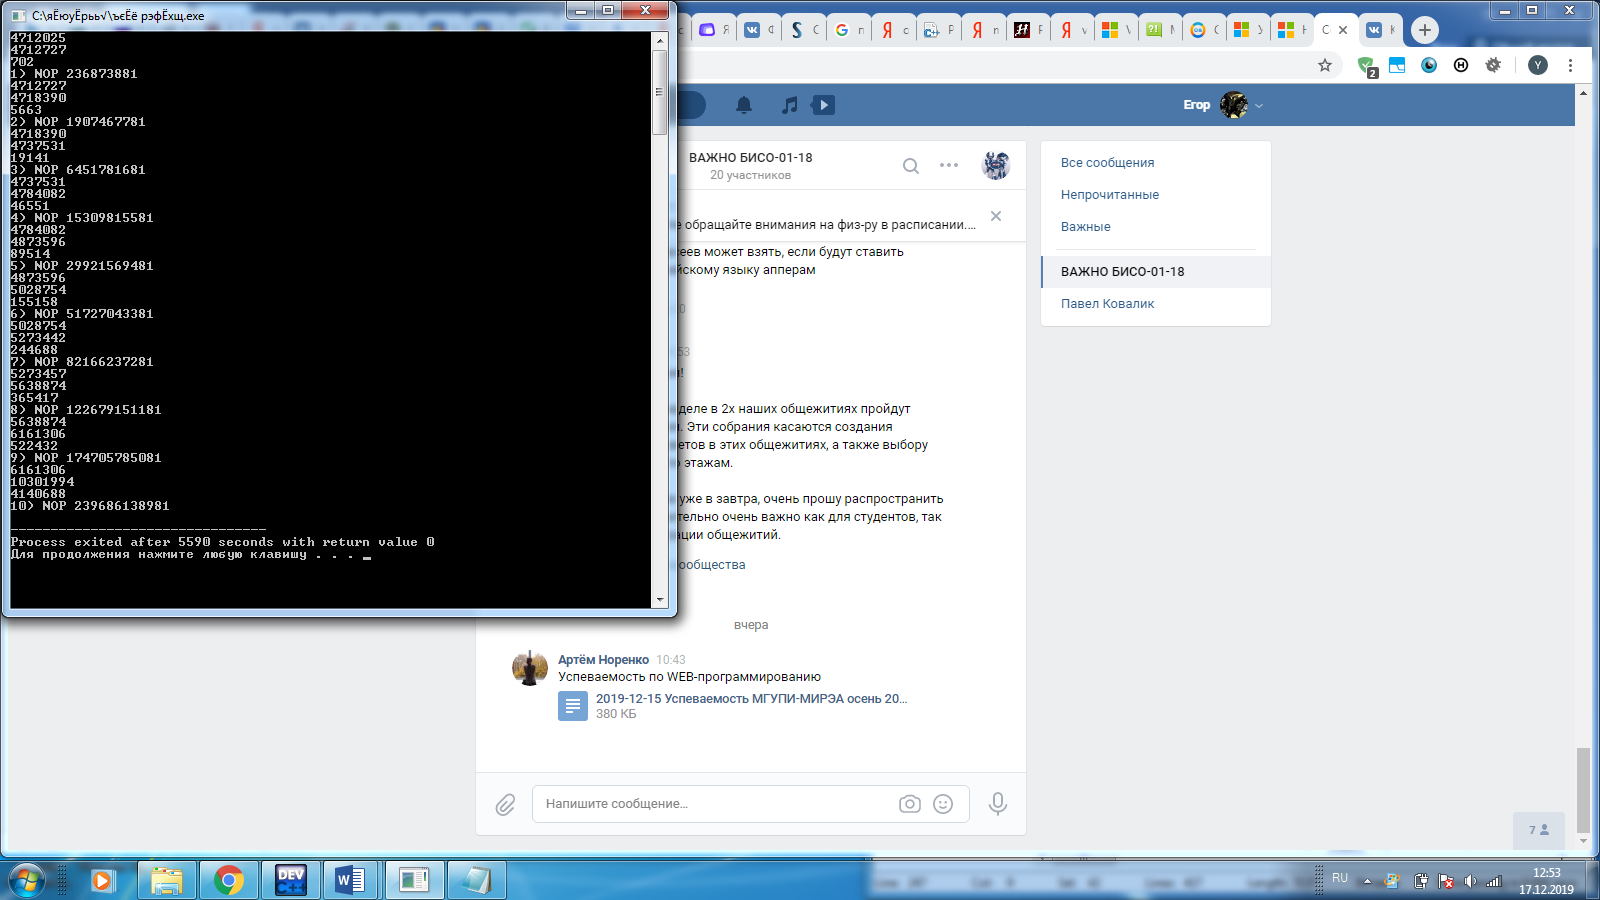 C:\яЁюуЁрьь√\ъєЁё рэфЁхщ.exe
4712025
4712727
702
1) NOP 236873881
4712727
4718390
5663
2) NOP 1907467781
4718390
4737531
19141
3) NOP 6451781681
4737531
4784082
46551
4) NOP 15309815581
4784082
4873596
89514
5) NOP 29921569481
4873596
5028754
155158
6) NOP 51727043381
5028754
5273442
244688
7) NOP 82166237281
5273457
5638874
365417
8) NOP 122679151181
5638874
6161306
522432
9) NOP 174705785081
6161306
10301994
4140688
10) NOP 239686138981
--------------------------------
Process exited after 5590 seconds with return value 0
Для продолжения нажмите любую клавишу . . . _
2
Y
Егор
ВАЖНО БИСО-01-18
20 участников
е обращайте внимания на физ-ру в расписании....
сеев может взять, если будут ставить
йскому языку апперам
0
53
!
деле в 2х наших общежитиях пройдут
. Эти собрания касаются создания
етов в этих общежитиях, а также выбору
этажам.
уже в завтра, очень прошу распространить
тельно очень важно как для студентов, так
ации общежитий.
ообщества
вчера
Артём Норенко 10:43
Успеваемость по WEB-программированию
2019-12-15 Успеваемость МГУПИ-МИРЭА осень 20...
380 КБ
Напишите сообщение...
Все сообщения
Непрочитанные
Важные
ВАЖНО БИСО-01-18
Павел Ковалик
7
DEV
C++
RU
12:53
17.12.2019